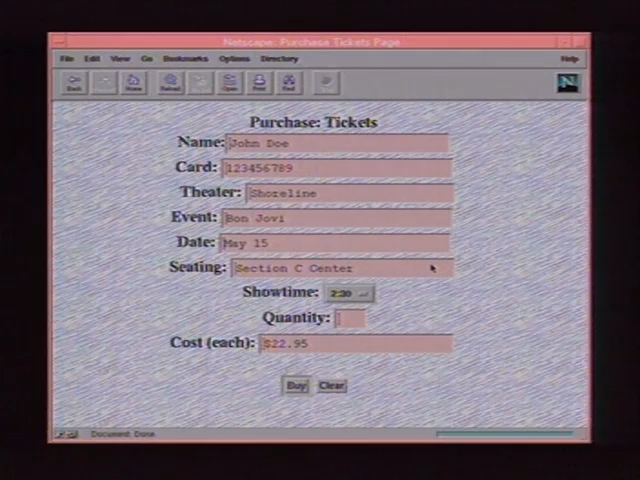 Netscape: Purchase Tickets Page
File Edit View Go Bookmarks Options Directory Help
Back Home Reload Open Print Find N
Purchase: Tickets
Name: John Doe
Card: 123456789
Theater: Shoreline
Event: Bon Jovi
Date: May 15
Seating: Section C Center
Showtime: 2:30
Quantity:
Cost (each): $22.95
Buy Clear
Document: Done